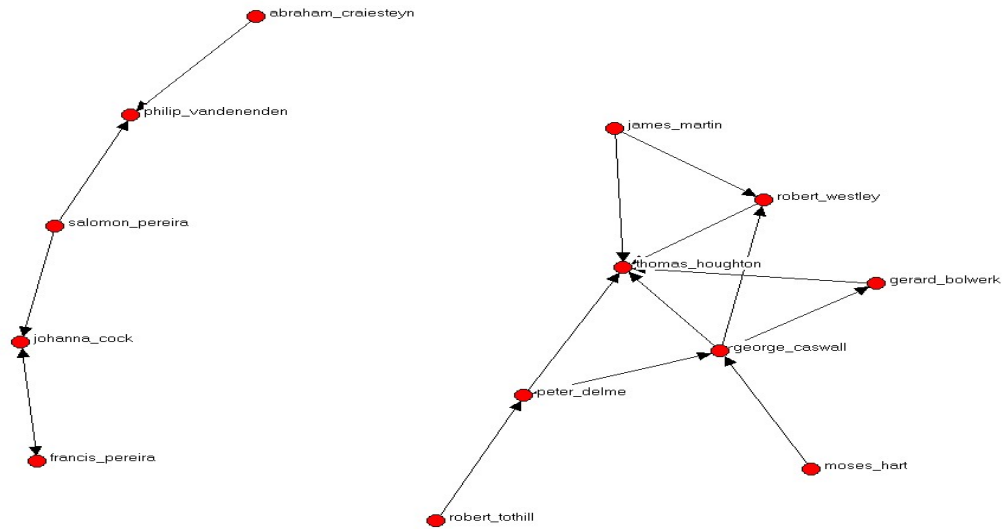 abraham_craiesteyn
philip_vandenenden
james_martin
robert_westley
salomon_pereira
thomas_houghton
gerard_bolwerk
johanna_cock
george_caswall
peter_delme
francis_pereira
moses_hart
robert_tothill